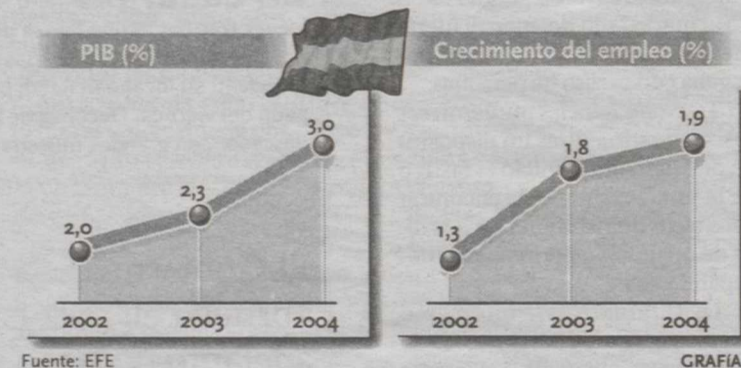 PIB (%)
2,0
2,3
3,0
2002 2003 2004
Crecimiento del empleo (%)
1,3
1,8
1,9
2002 2003 2004
Fuente: EFE
GRAFÍA